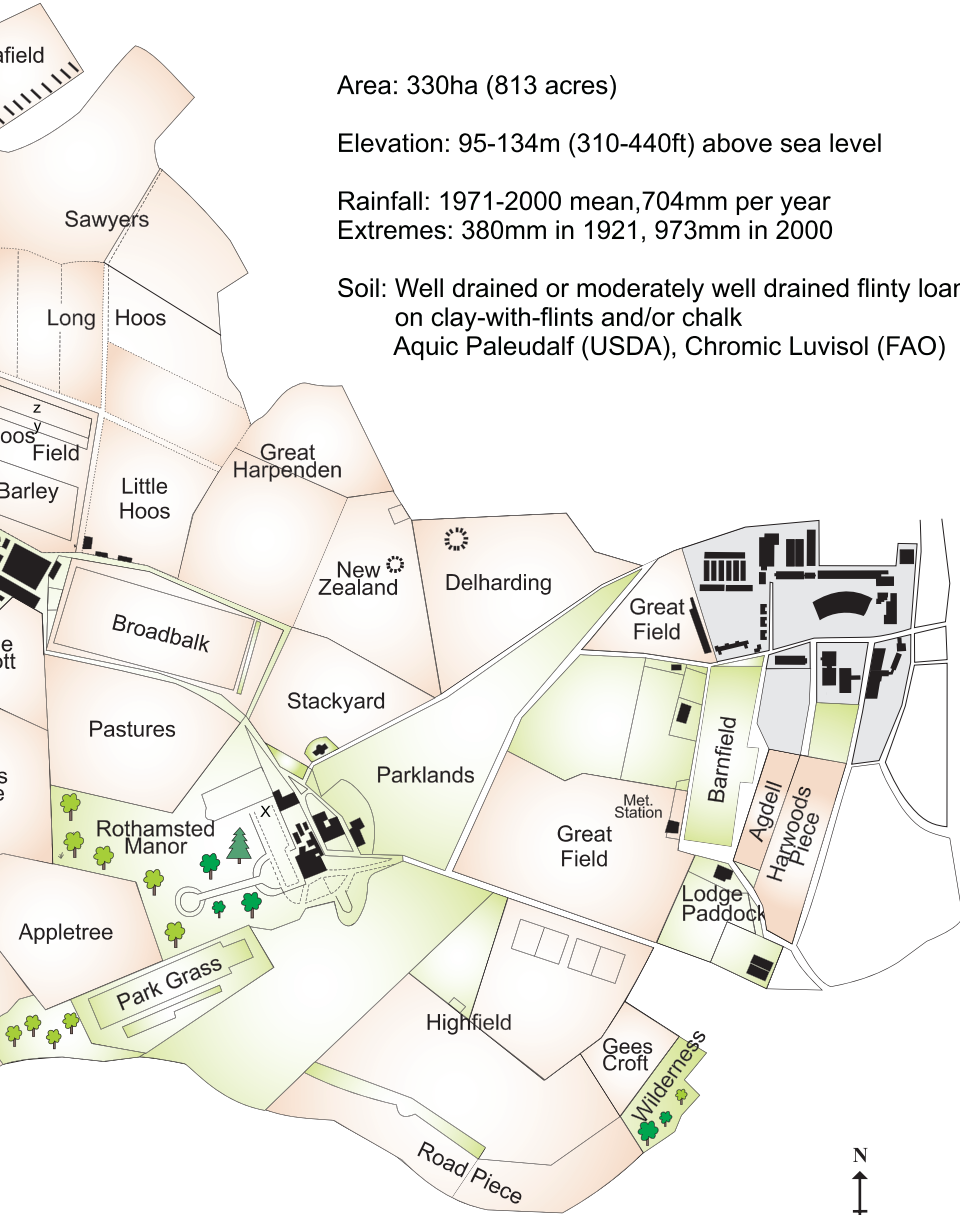 afield
Area: 330ha (813 acres)
Elevation: 95-134m (310-440ft) above sea level
Rainfall: 1971-2000 mean,704mm per year
Extremes: 380mm in 1921, 973mm in 2000
Soil: Well drained or moderately well drained flinty loam
on clay-with-flints and/or chalk
Aquic Paleudalf (USDA), Chromic Luvisol (FAO)
Sawyers
Long Hoos
z
y
oos Field
Barley
Little
Hoos
Great
Harpenden
New
Zealand
Delharding
Great
Field
Broadbalk
e
ott
Stackyard
Pastures
Parklands
s
e
Barnfield
Agdell
Harwoods
Piece
Met.
Station
Great
Field
X
Rothamsted
Manor
Lodge
Paddock
Appletree
Park Grass
Highfield
Gees
Croft
Wilderness
Road Piece
N